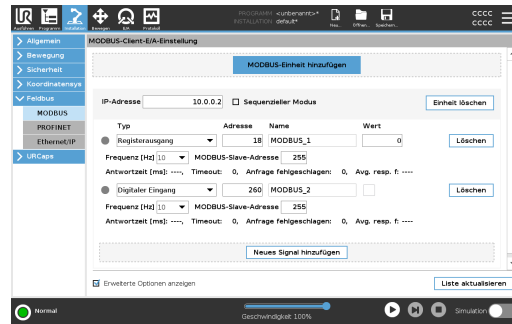 PROGRAMM <unbenannt>*
INSTALLATION default*
Ausführen Programm Installation Bewegen E/A Protokoll Neu... Öffnen... Speichern...
CCCC
CCCC
Allgemein
Bewegung
Sicherheit
Koordinatensys
Feldbus
MODBUS
PROFINET
Ethernet/IP
URCaps
MODBUS-Client-E/A-Einstellung
MODBUS-Einheit hinzufügen
IP-Adresse 10.0.0.2 Sequenzieller Modus Einheit löschen
Typ Adresse Name Wert
Registerausgang 18 MODBUS_1 0 Löschen
Frequenz [Hz] 10 MODBUS-Slave-Adresse 255
Antwortzeit [ms]: ----, Timeout: 0, Anfrage fehlgeschlagen: 0, Avg. resp. f: ----
Digitaler Eingang 260 MODBUS_2 Löschen
Frequenz [Hz] 10 MODBUS-Slave-Adresse 255
Antwortzeit [ms]: ----, Timeout: 0, Anfrage fehlgeschlagen: 0, Avg. resp. f: ----
Neues Signal hinzufügen
Erweiterte Optionen anzeigen Liste aktualisieren
Normal
Geschwindigkeit 100%
Simulation